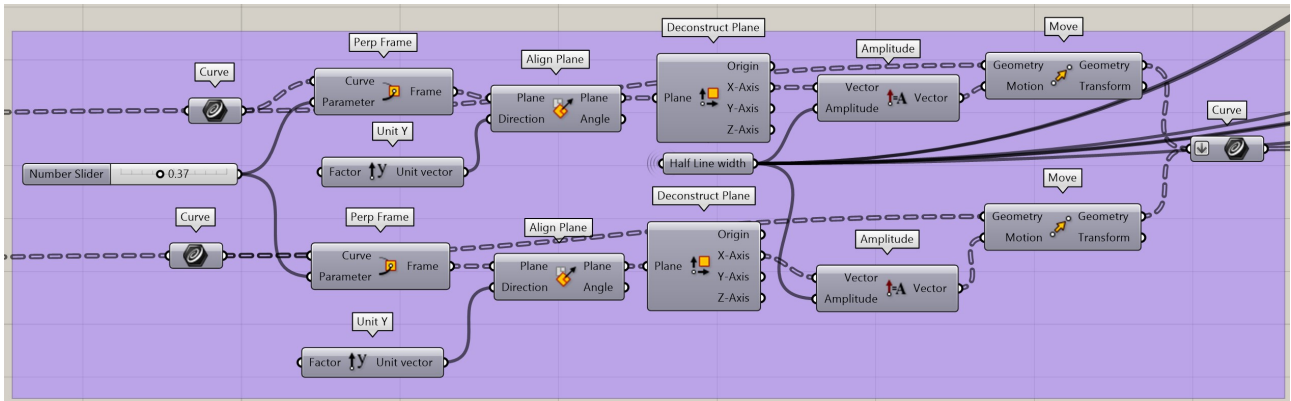 Perp Frame
Curve
Curve
Parameter
Frame
Align Plane
Plane
Direction
Plane
Angle
Unit Y
Factor
y
Unit vector
Deconstruct Plane
Plane
Origin
X-Axis
Y-Axis
Z-Axis
Amplitude
Vector
Amplitude
=A
Vector
Move
Geometry
Motion
Geometry
Transform
Curve
Half Line width
Number Slider
0.37
Curve
Perp Frame
Curve
Parameter
Frame
Align Plane
Plane
Direction
Plane
Angle
Unit Y
Factor
y
Unit vector
Deconstruct Plane
Plane
Origin
X-Axis
Y-Axis
Z-Axis
Amplitude
Vector
Amplitude
=A
Vector
Move
Geometry
Motion
Geometry
Transform